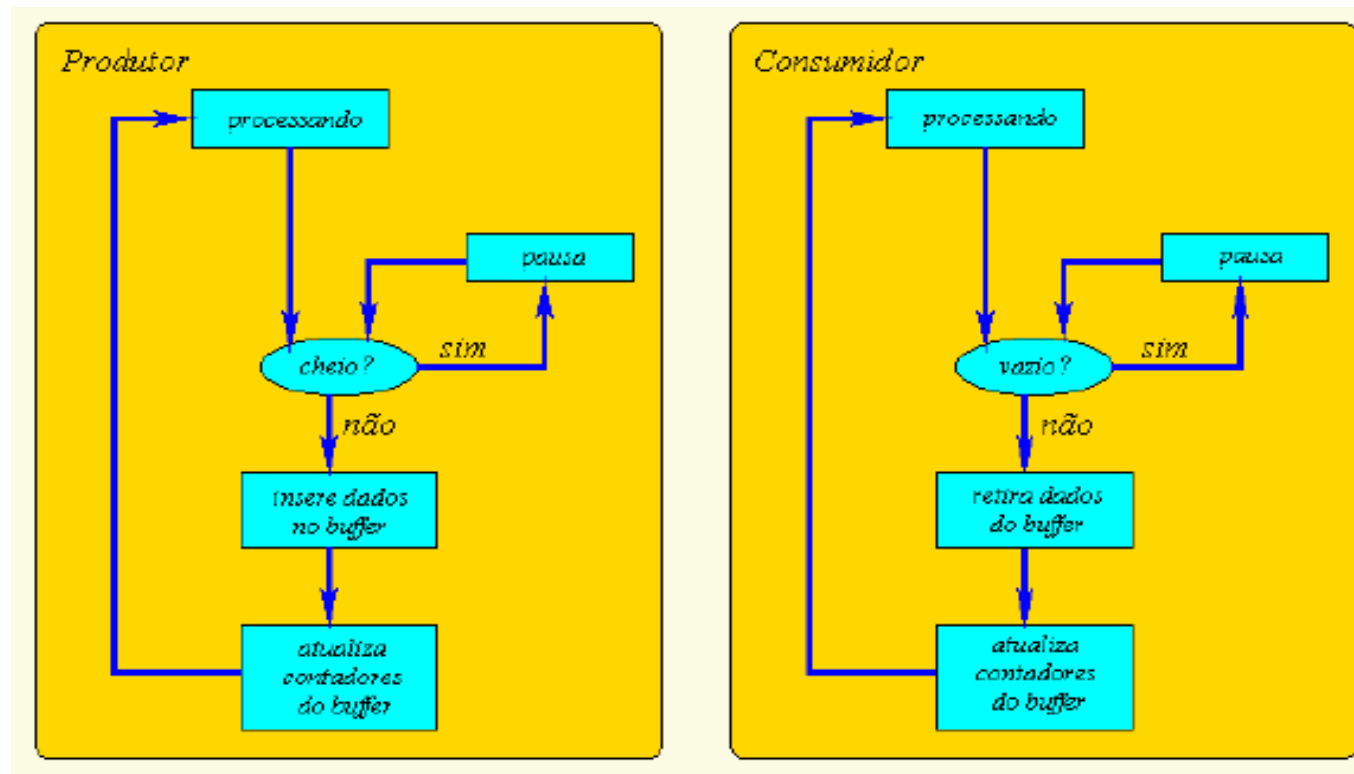 Produtor
processando
pausa
cheio?
sim
não
insere dados
no buffer
atualiza
contadores
do buffer
Consumidor
processando
pausa
vazio?
sim
não
retira dados
do buffer
atualiza
contadores
do buffer